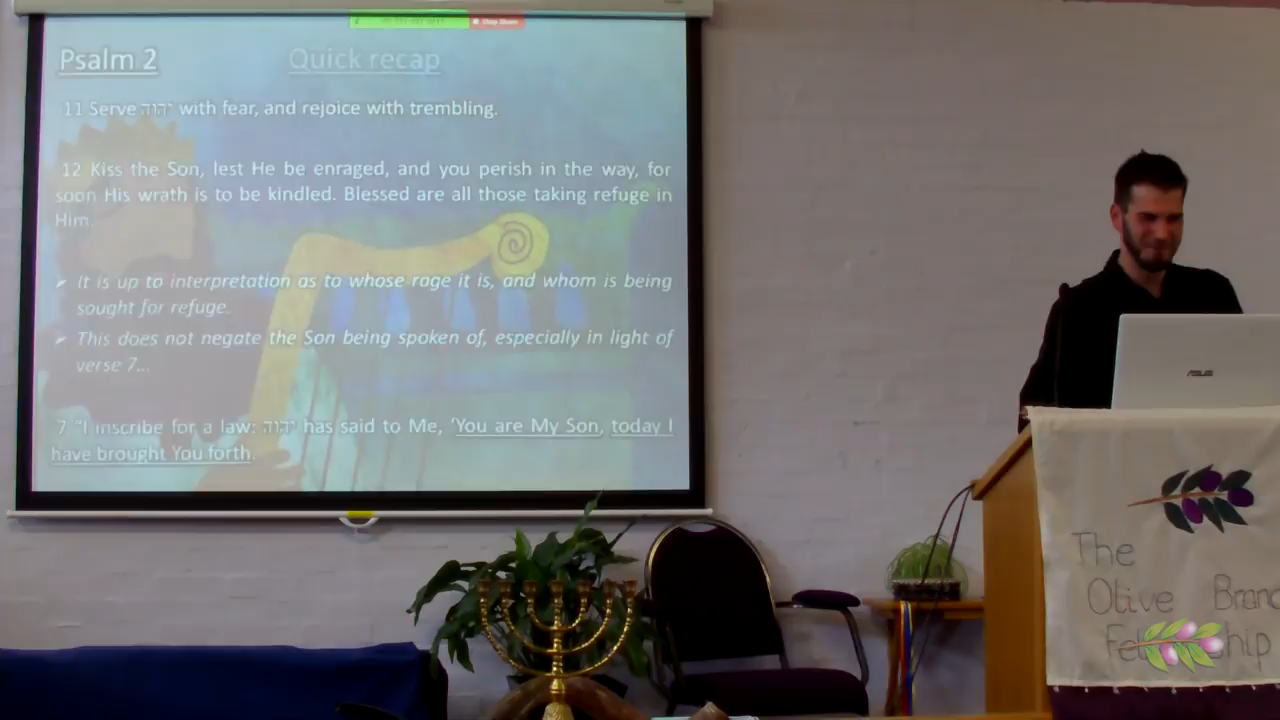 Stop Share
Psalm 2 Quick recap
11 Serve יהוה with fear, and rejoice with trembling.
12 Kiss the Son, lest He be enraged, and you perish in the way, for
soon His wrath is to be kindled. Blessed are all those taking refuge in
Him.
➢ It is up to interpretation as to whose rage it is, and whom is being
sought for refuge.
➢ This does not negate the Son being spoken of, especially in light of
verse 7...
7 "I inscribe for a law: יהוה has said to Me, 'You are My Son, today I
have brought You forth.
ASUS
The
Olive Branc